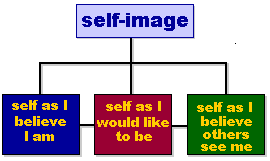 self-image
self as I
believe
I am
self as I
would like
to be
self as I
believe
others
see me